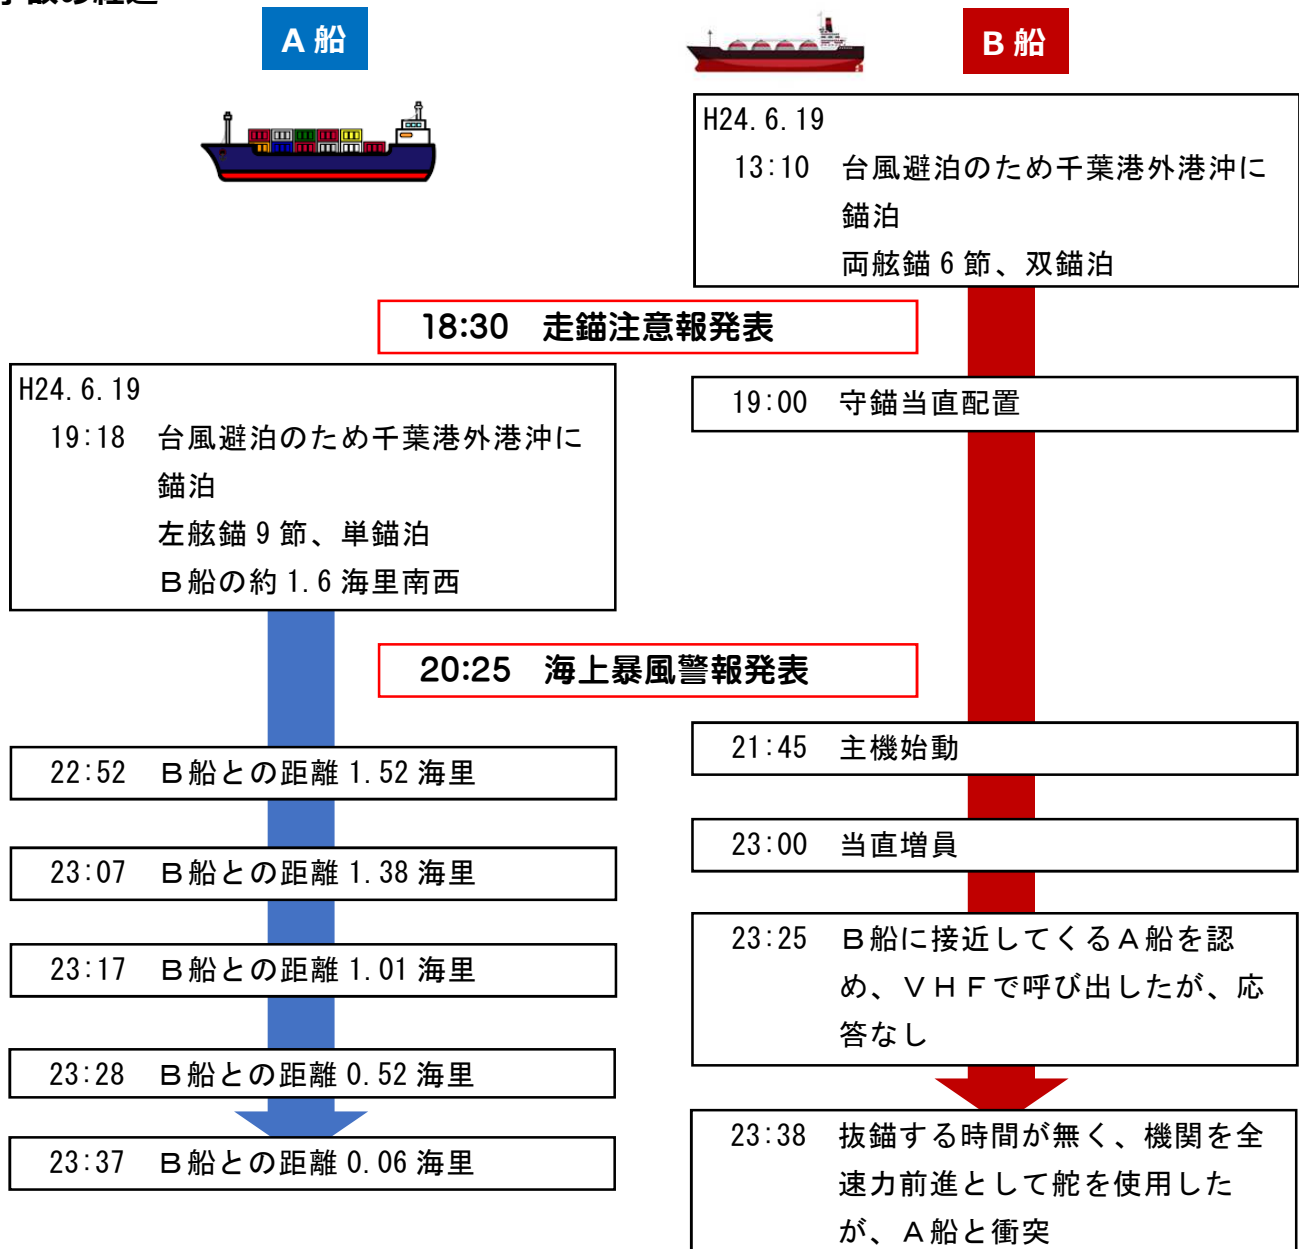 A 船
B 船
H24.6.19
13:10 台風避泊のため千葉港外港沖に
錨泊
両舷錨 6 節、双錨泊
18:30 走錨注意報発表
19:00 守錨当直配置
H24.6.19
19:18 台風避泊のため千葉港外港沖に
錨泊
左舷錨 9 節、単錨泊
B船の約 1.6 海里南西
20:25 海上暴風警報発表
21:45 主機始動
22:52 B船との距離 1.52 海里
23:00 当直増員
23:07 B船との距離 1.38 海里
23:17 B船との距離 1.01 海里
23:25 B船に接近してくるA船を認
め、VHFで呼び出したが、応
答なし
23:28 B船との距離 0.52 海里
23:37 B船との距離 0.06 海里
23:38 抜錨する時間が無く、機関を全
速力前進として舵を使用した
が、A船と衝突